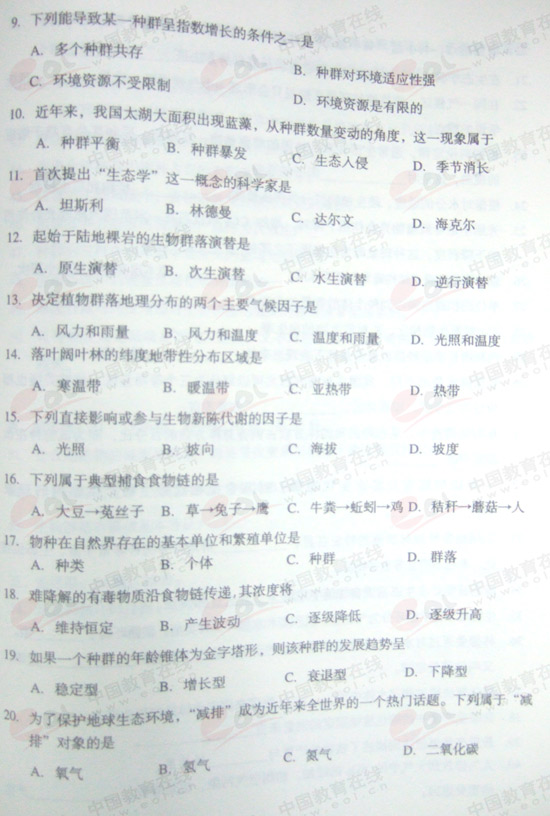 9. 下列能导致某一种群呈指数增长的条件之一是
A. 多个种群共存 B. 种群对环境适应性强
C. 环境资源不受限制 D. 环境资源是有限的
10. 近年来，我国太湖大面积出现蓝藻，从种群数量变动的角度，这一现象属于
A. 种群平衡 B. 种群暴发 C. 生态入侵 D. 季节消长
11. 首次提出“生态学”这一概念的科学家是
A. 坦斯利 B. 林德曼 C. 达尔文 D. 海克尔
12. 起始于陆地裸岩的生物群落演替是
A. 原生演替 B. 次生演替 C. 水生演替 D. 逆行演替
13. 决定植物群落地理分布的两个主要气候因子是
A. 风力和雨量 B. 风力和温度 C. 温度和雨量 D. 光照和温度
14. 落叶阔叶林的纬度地带性分布区域是
A. 寒温带 B. 暖温带 C. 亚热带 D. 热带
15. 下列直接影响或参与生物新陈代谢的因子是
A. 光照 B. 坡向 C. 海拔 D. 坡度
16. 下列属于典型捕食食物链的是
A. 大豆→菟丝子 B. 草→兔子→鹰 C. 牛粪→蚯蚓→鸡 D. 秸秆→蘑菇→人
17. 物种在自然界存在的基本单位和繁殖单位是
A. 种类 B. 个体 C. 种群 D. 群落
18. 难降解的有毒物质沿食物链传递，其浓度将
A. 维持恒定 B. 产生波动 C. 逐级降低 D. 逐级升高
19. 如果一个种群的年龄锥体为金字塔形，则该种群的发展趋势是
A. 稳定型 B. 增长型 C. 衰退型 D. 下降型
20. 为了保护地球生态环境，“减排”成为近年来全世界的一个热门话题。下列属于“减
排”对象的是
A. 氧气 B. 氢气 C. 氮气 D. 二氧化碳
中国教育在线
www.eol.cn